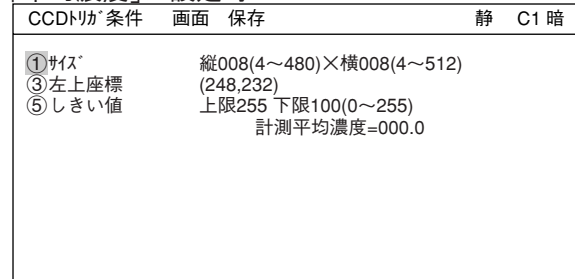 CCDﾄﾘｶﾞ条件 画面 保存 静 C1 暗
①ｻｲｽﾞ 縦008(4～480)×横008(4～512)
③左上座標 (248,232)
⑤しきい値 上限255 下限100(0～255)
計測平均濃度=000.0